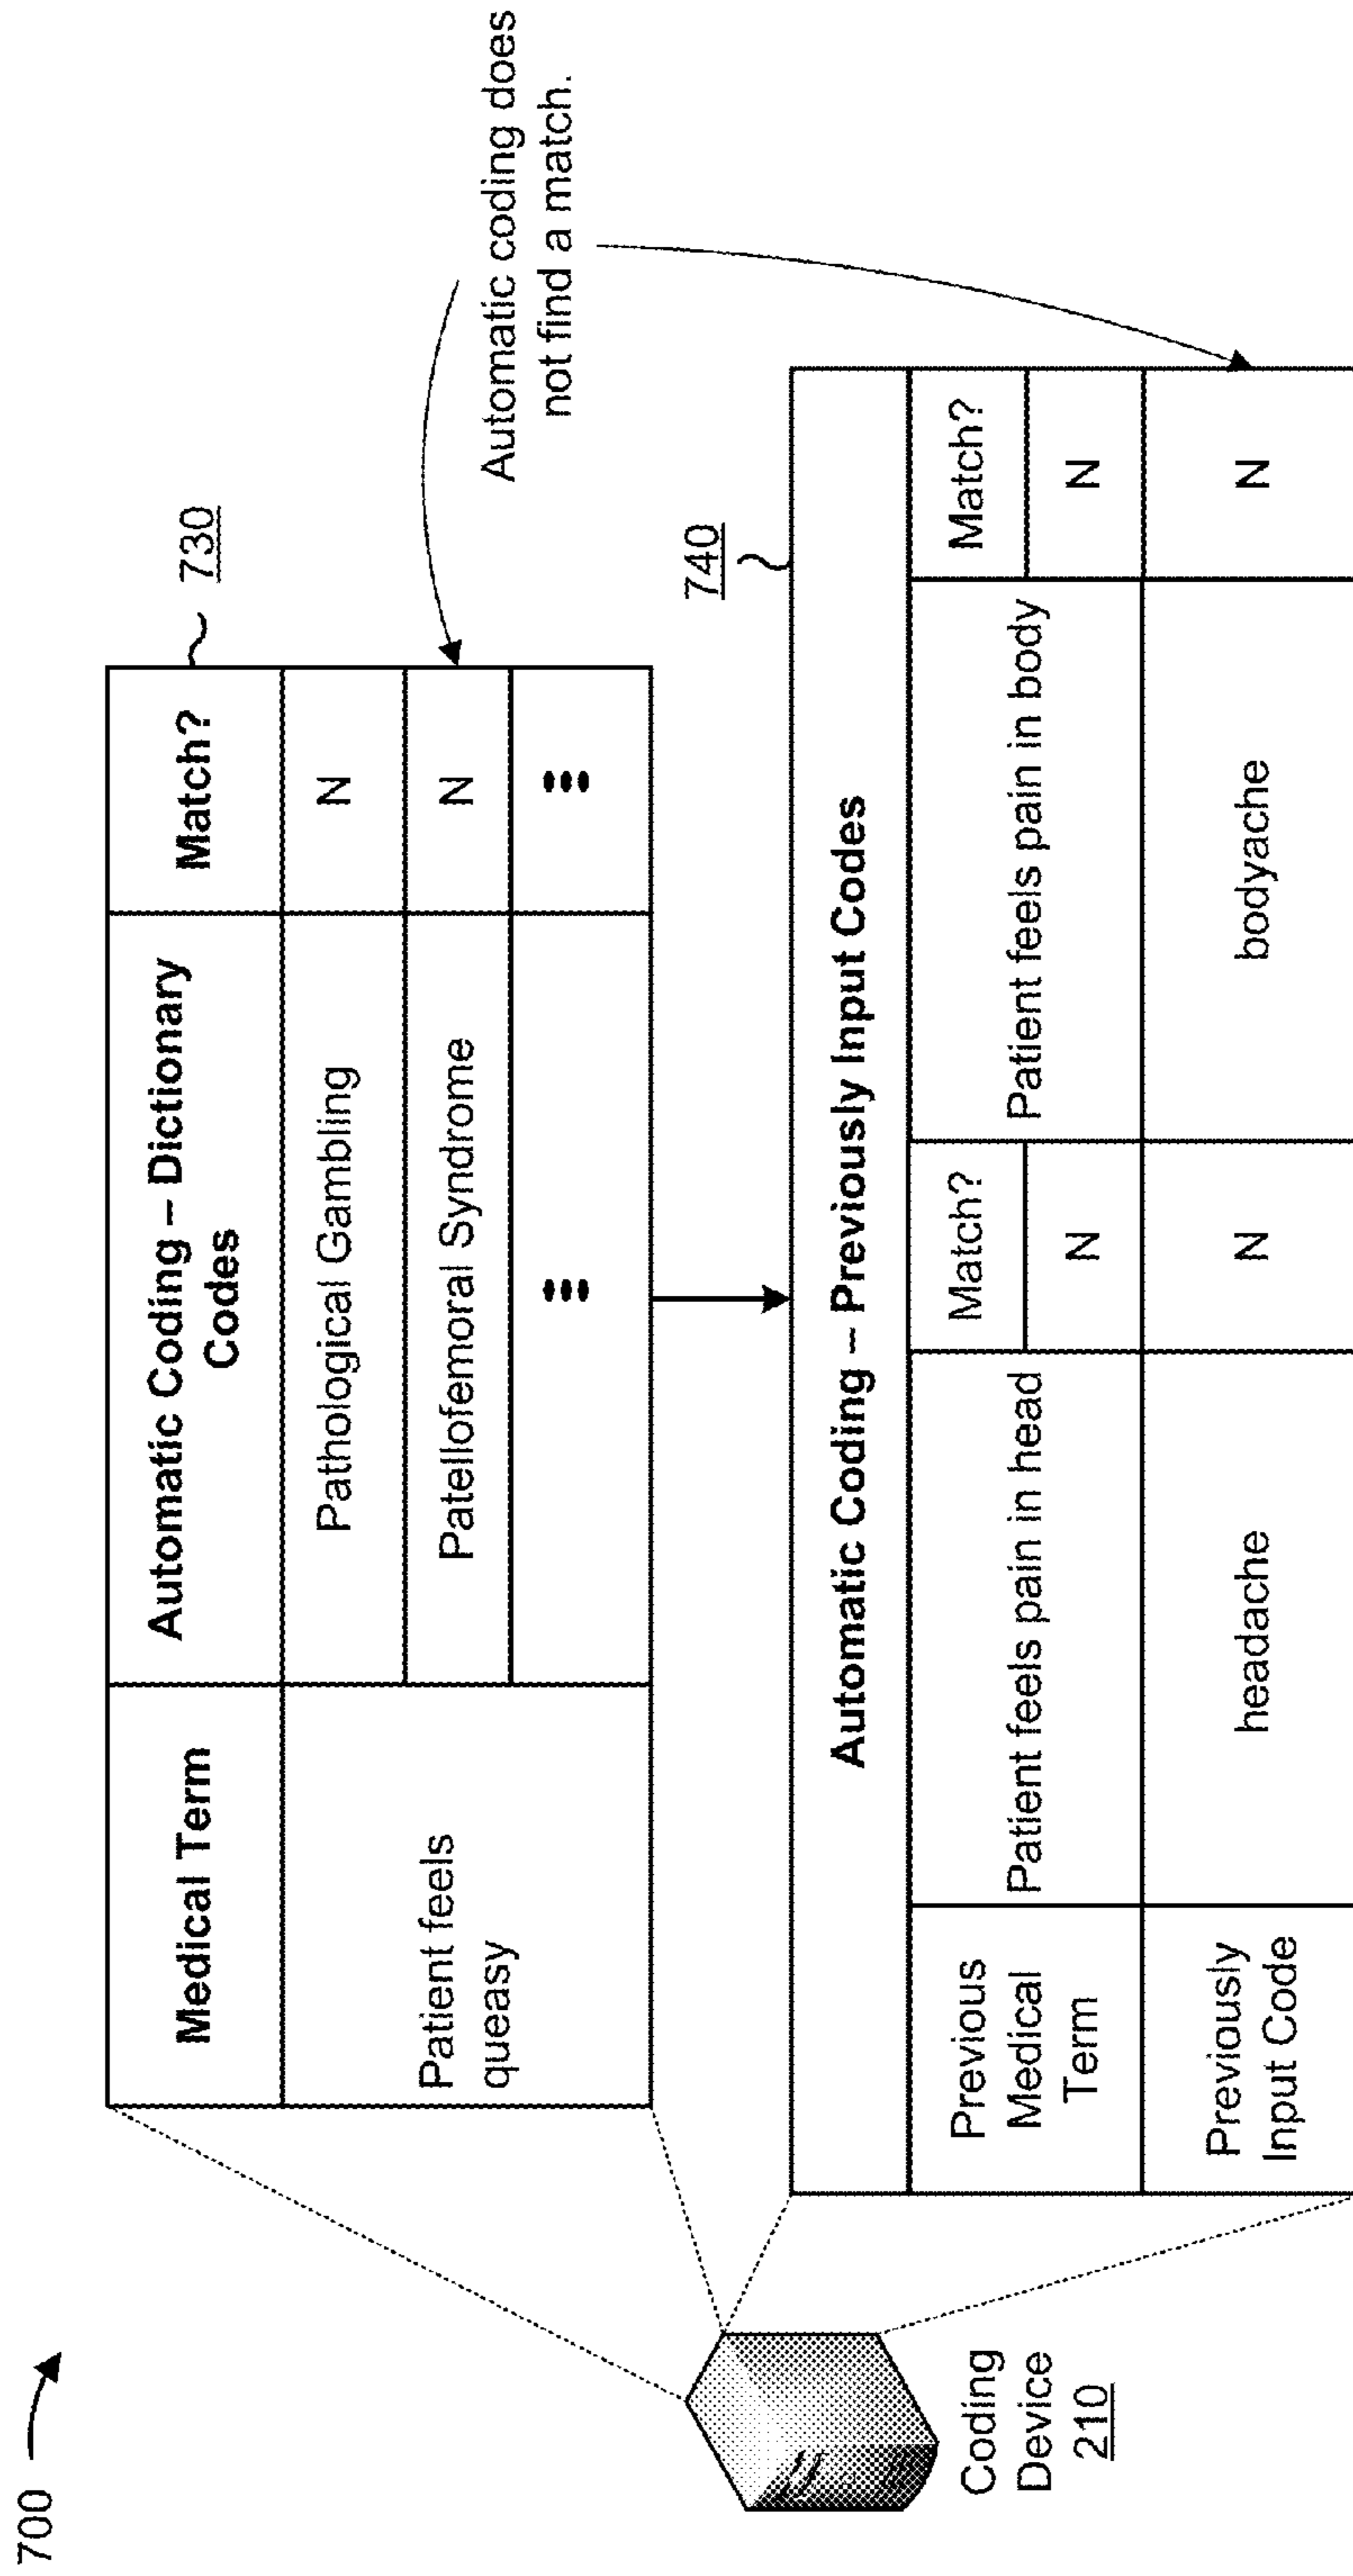 700
Medical Term
Automatic Coding – Dictionary
Codes
Match?
730
Patient feels
queasy
Pathological Gambling
N
Patellofemoral Syndrome
N
Automatic coding does
not find a match.
740
Automatic Coding – Previously Input Codes
Previous
Medical
Term
Patient feels pain in head
Match?
N
Patient feels pain in body
Match?
N
Previously
Input Code
headache
N
bodyache
N
Coding
Device
210